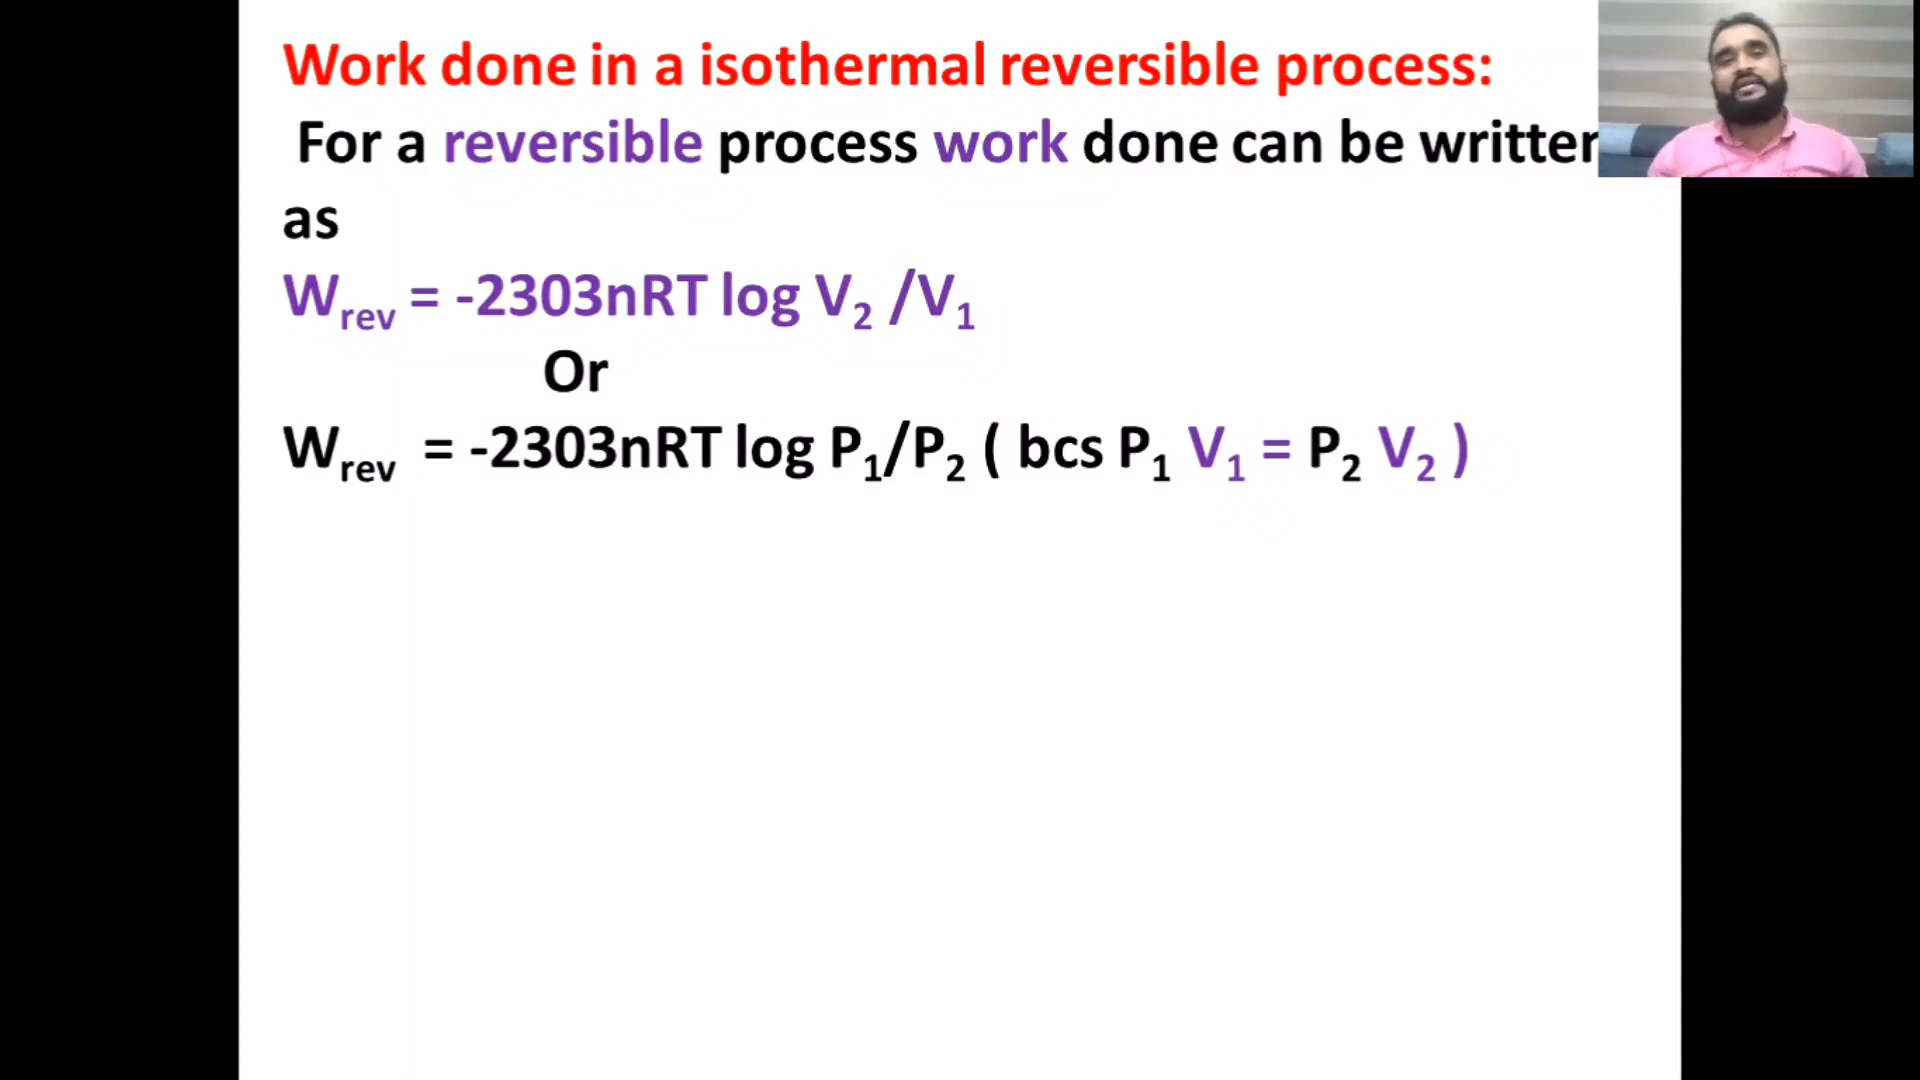 Work done in a isothermal reversible process:
For a reversible process work done can be written
as
Wrev = -2303nRT log V2 /V1
Or
Wrev = -2303nRT log P1/P2 ( bcs P1 V1 = P2 V2 )